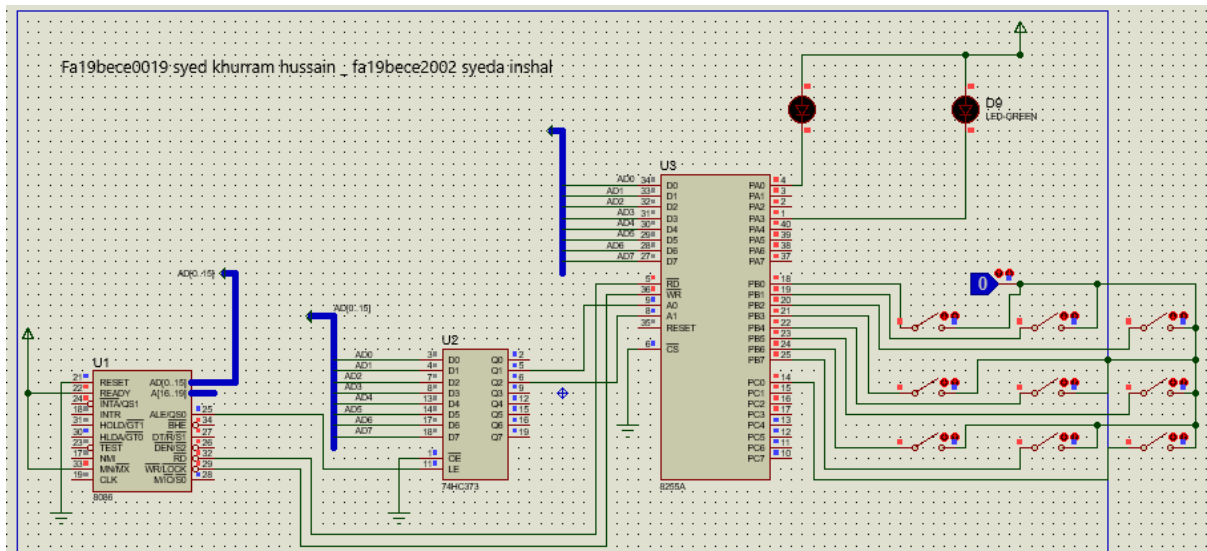 Fa19bece0019 syed khurram hussain _ fa19bece2002 syeda inshal
D9
LED-GREEN
U3
AD0 34 D0 PA0 4
AD1 33 D1 PA1 3
AD2 32 D2 PA2 2
AD3 31 D3 PA3 1
AD4 30 D4 PA4 40
AD5 29 D5 PA5 39
AD6 28 D6 PA6 38
AD7 27 D7 PA7 37
5 RD PB0 18
36 WR PB1 19
9 A0 PB2 20
8 A1 PB3 21
35 RESET PB4 22
PB5 23
6 CS PB6 24
PB7 25
PC0 14
PC1 15
PC2 16
PC3 17
PC4 13
PC5 12
PC6 11
PC7 10
8255A
0
AD[0..15]
AD[0..15]
U2
AD0 3 D0 Q0 2
AD1 4 D1 Q1 5
AD2 7 D2 Q2 6
AD3 8 D3 Q3 9
AD4 13 D4 Q4 12
AD5 14 D5 Q5 15
AD6 17 D6 Q6 16
AD7 18 D7 Q7 19
1 OE
11 LE
74HC373
U1
21 RESET AD[0..15]
22 READY A[16..19]
24 INTA/QS1
18 INTR ALE/QS0 25
31 HOLD/GT1 BHE 34
30 HLDA/GT0 DT/R/S1 27
23 TEST DEN/S2 26
17 NMI RD 32
33 MN/MX WR/LOCK 29
19 CLK M/IO/S0 28
8086